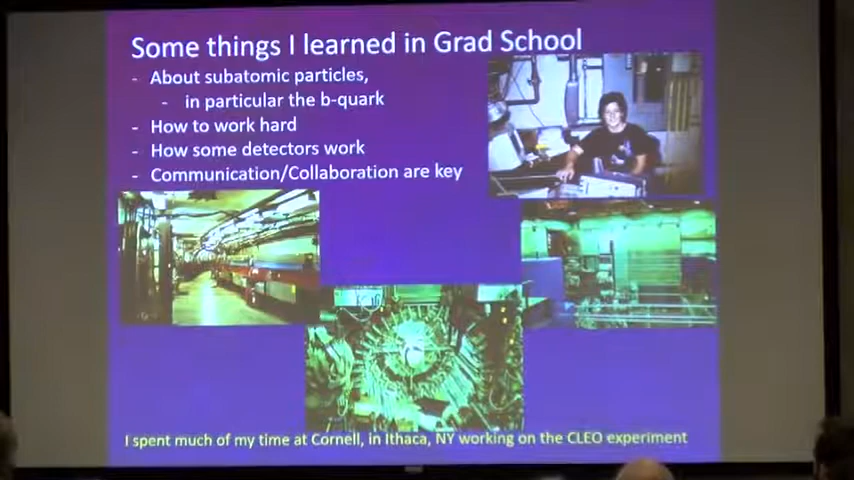 Some things I learned in Grad School
- About subatomic particles,
- in particular the b-quark
- How to work hard
- How some detectors work
- Communication/Collaboration are key
I spent much of my time at Cornell, in Ithaca, NY working on the CLEO experiment